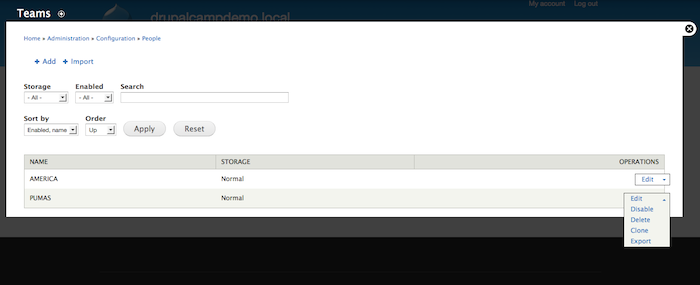 My account Log out
Teams
drupalcampdemo.local
Home » Administration » Configuration » People
+ Add + Import
Storage Enabled Search
- All - - All -
Sort by Order
Enabled, name Up Apply Reset
NAME STORAGE OPERATIONS
AMERICA Normal Edit
PUMAS Normal Edit
Disable
Delete
Clone
Export